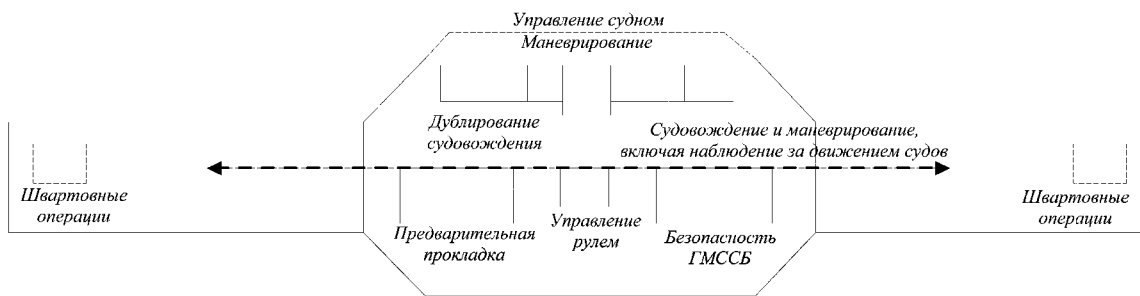 Управление судном
Маневрирование
Дублирование
судовождения
Судовождение и маневрирование,
включая наблюдение за движением судов
Швартовные
операции
Швартовные
операции
Предварительная
прокладка
Управление
рулем
Безопасность
ГМССБ